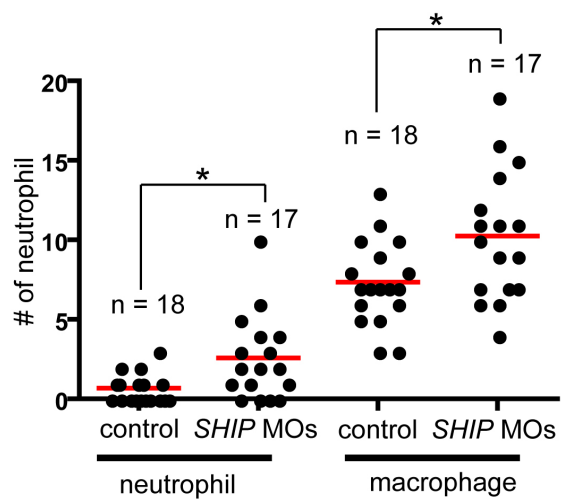 *
n = 17
20
n = 18
15
*
n = 17
10
n = 18
5
0
# of neutrophil
control SHIP MOs control SHIP MOs
neutrophil macrophage